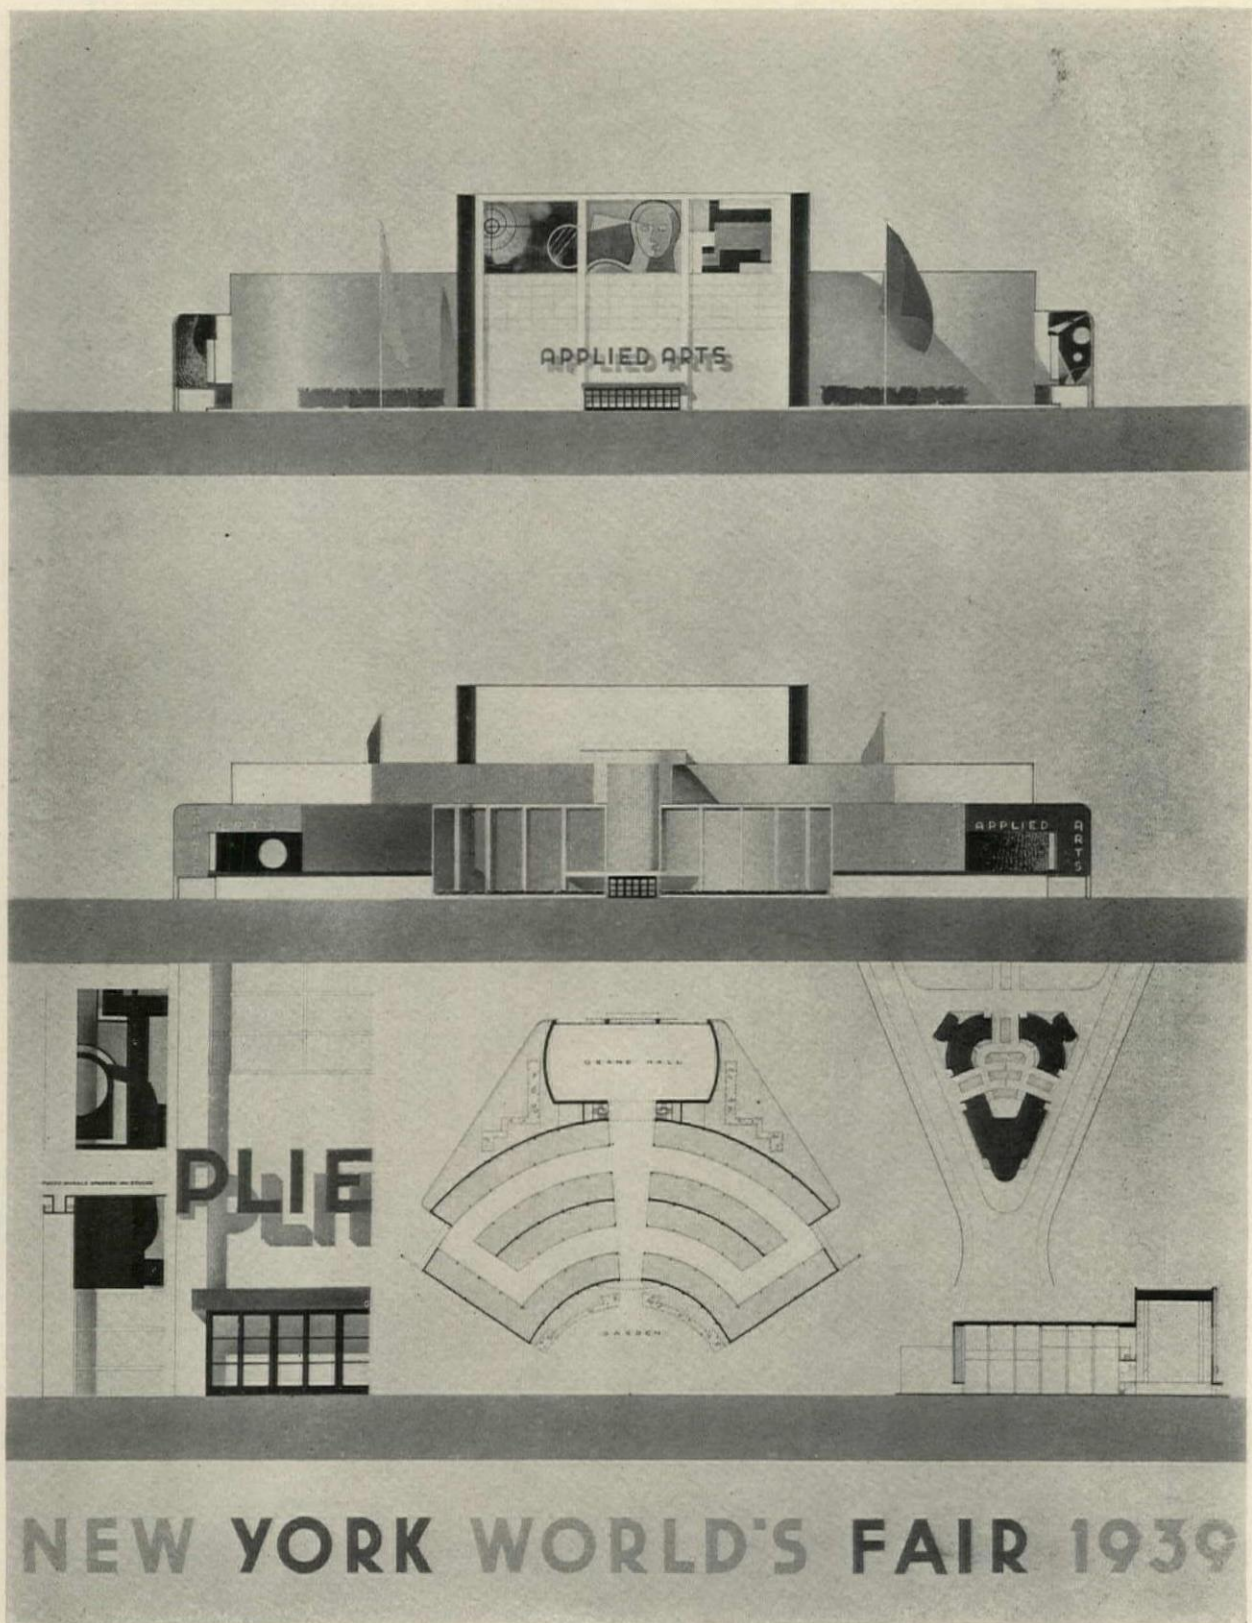 APPLIED ARTS
APPLIED
ARTS
PLIE
GRAND HALL
GARDEN
NEW YORK WORLD'S FAIR 1939